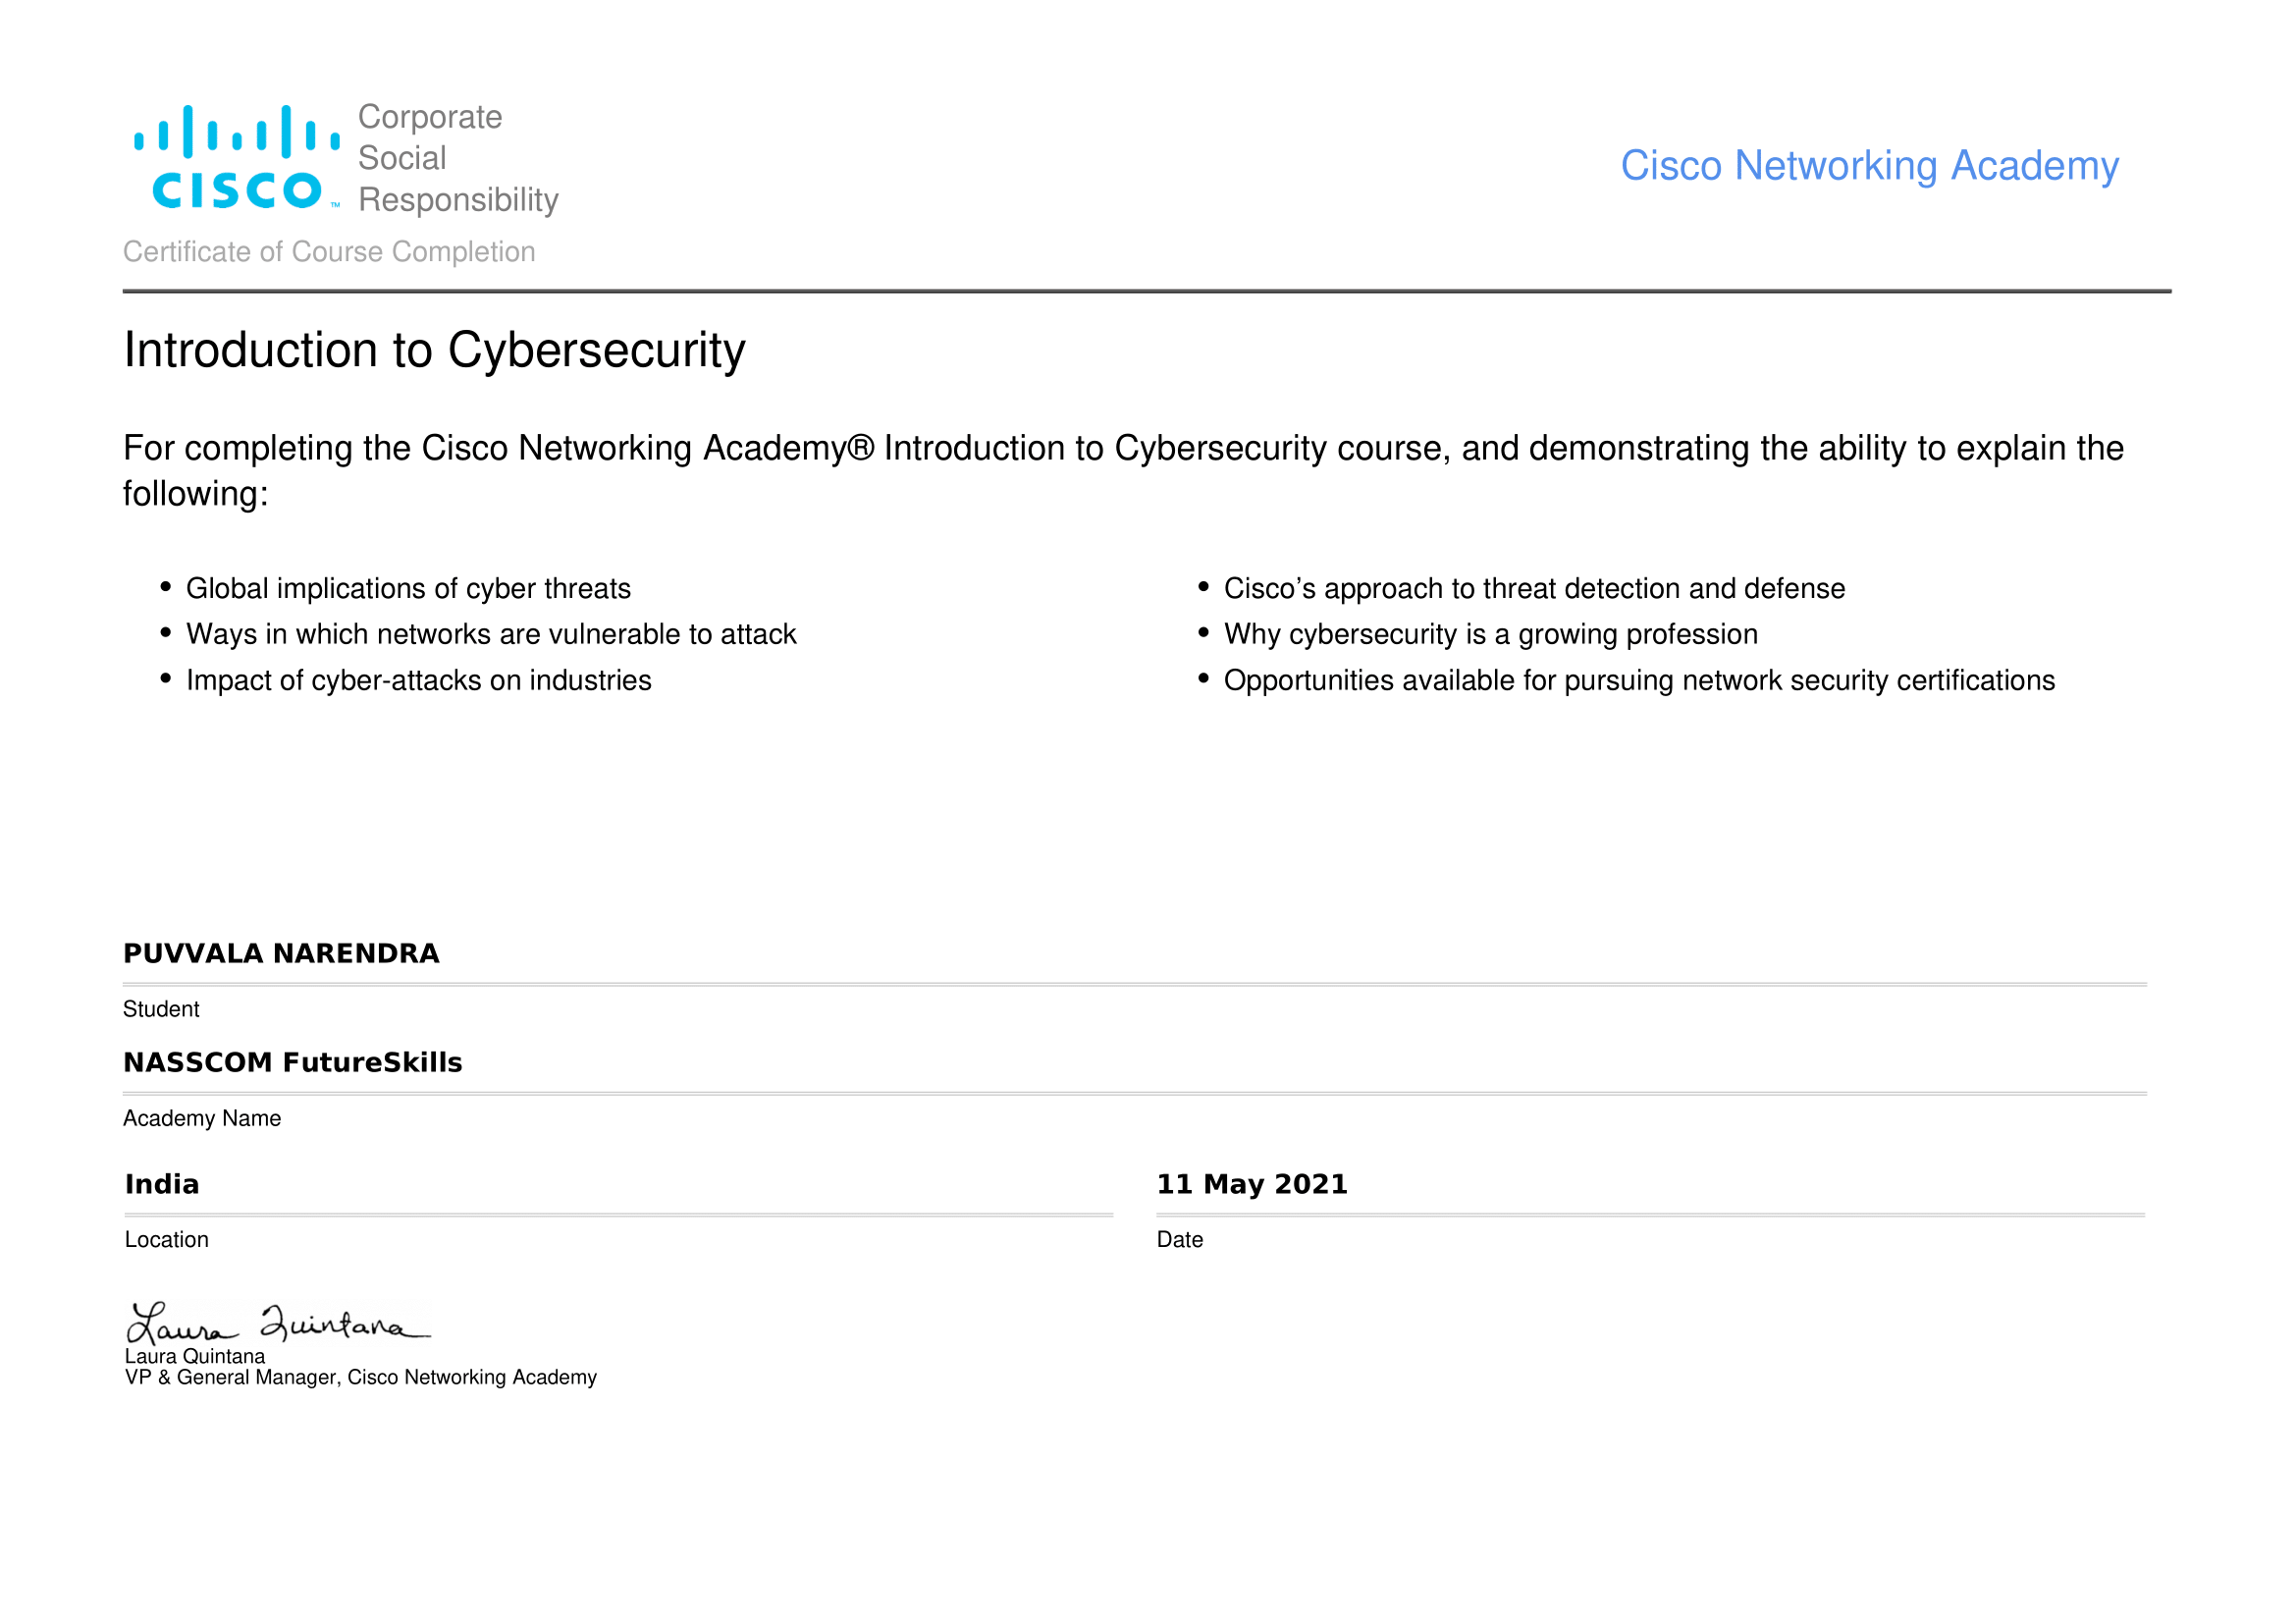 Corporate
Social
Responsibility
CISCO™
Cisco Networking Academy
Certificate of Course Completion
Introduction to Cybersecurity
For completing the Cisco Networking Academy® Introduction to Cybersecurity course, and demonstrating the ability to explain the
following:
• Global implications of cyber threats
• Ways in which networks are vulnerable to attack
• Impact of cyber-attacks on industries
• Cisco’s approach to threat detection and defense
• Why cybersecurity is a growing profession
• Opportunities available for pursuing network security certifications
PUVVALA NARENDRA
Student
NASSCOM FutureSkills
Academy Name
India
Location
11 May 2021
Date
Laura Quintana
Laura Quintana
VP & General Manager, Cisco Networking Academy